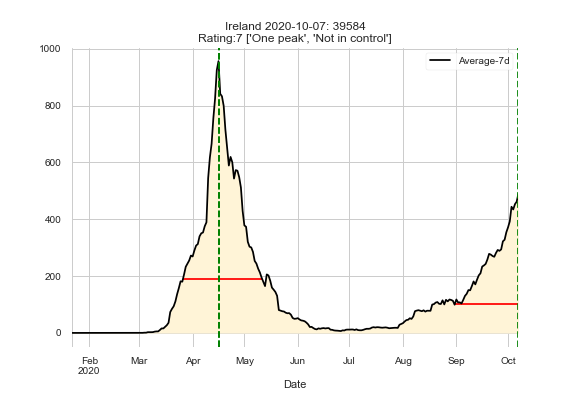 Ireland 2020-10-07: 39584
Rating:7 ['One peak', 'Not in control']
Average-7d
1000
800
600
400
200
0
Feb Mar Apr May Jun Jul Aug Sep Oct
2020
Date